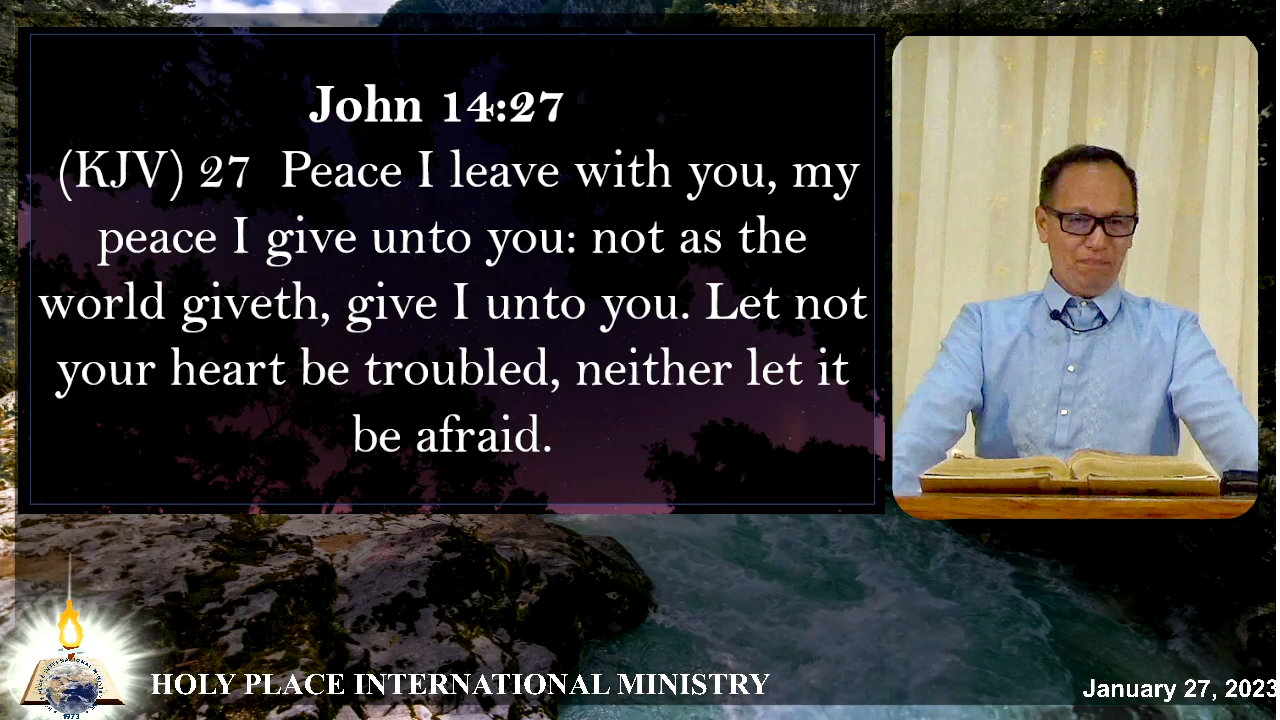 John 14:27
(KJV) 27 Peace I leave with you, my
peace I give unto you: not as the
world giveth, give I unto you. Let not
your heart be troubled, neither let it
be afraid.
1973
HOLY PLACE INTERNATIONAL MINISTRY
January 27, 2023